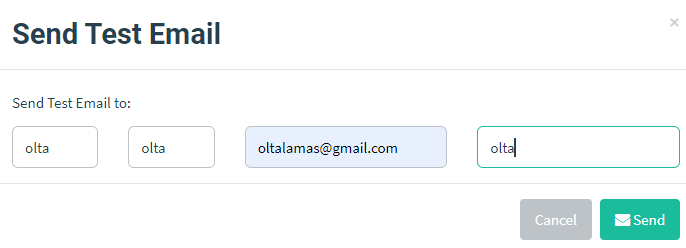 Send Test Email
×
Send Test Email to:
olta olta oltalamas@gmail.com olta
Cancel Send